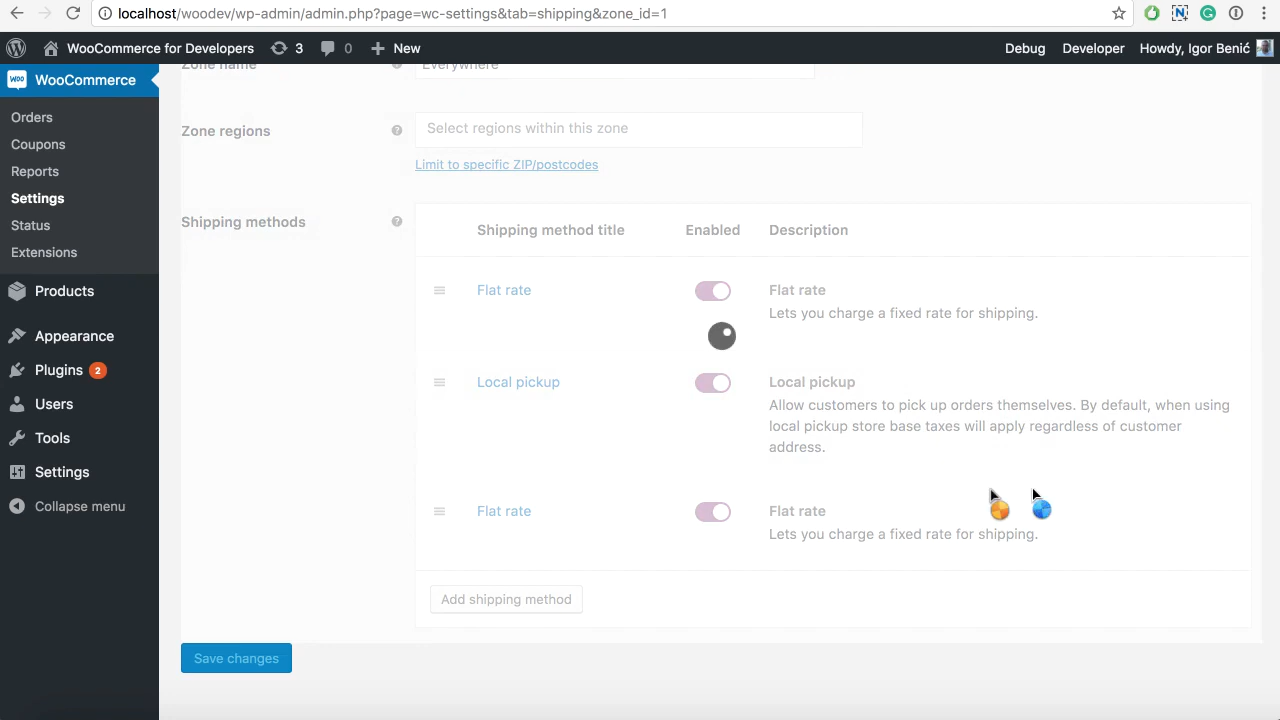 localhost/woodev/wp-admin/admin.php?page=wc-settings&tab=shipping&zone_id=1
WooCommerce for Developers 3 0 New Debug Developer Howdy, Igor Benić
WooCommerce
Orders
Coupons
Reports
Settings
Status
Extensions
Products
Appearance
Plugins 2
Users
Tools
Settings
Collapse menu
Zone name Everywhere
Zone regions Select regions within this zone
Limit to specific ZIP/postcodes
Shipping methods
Shipping method title Enabled Description
Flat rate Flat rate
Lets you charge a fixed rate for shipping.
Local pickup Local pickup
Allow customers to pick up orders themselves. By default, when using
local pickup store base taxes will apply regardless of customer
address.
Flat rate Flat rate
Lets you charge a fixed rate for shipping.
Add shipping method
Save changes